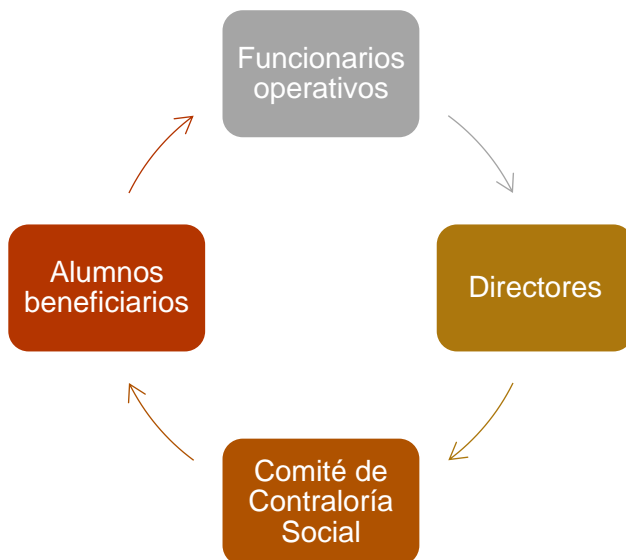 Funcionarios
operativos
Directores
Comité de
Contraloría
Social
Alumnos
beneficiarios